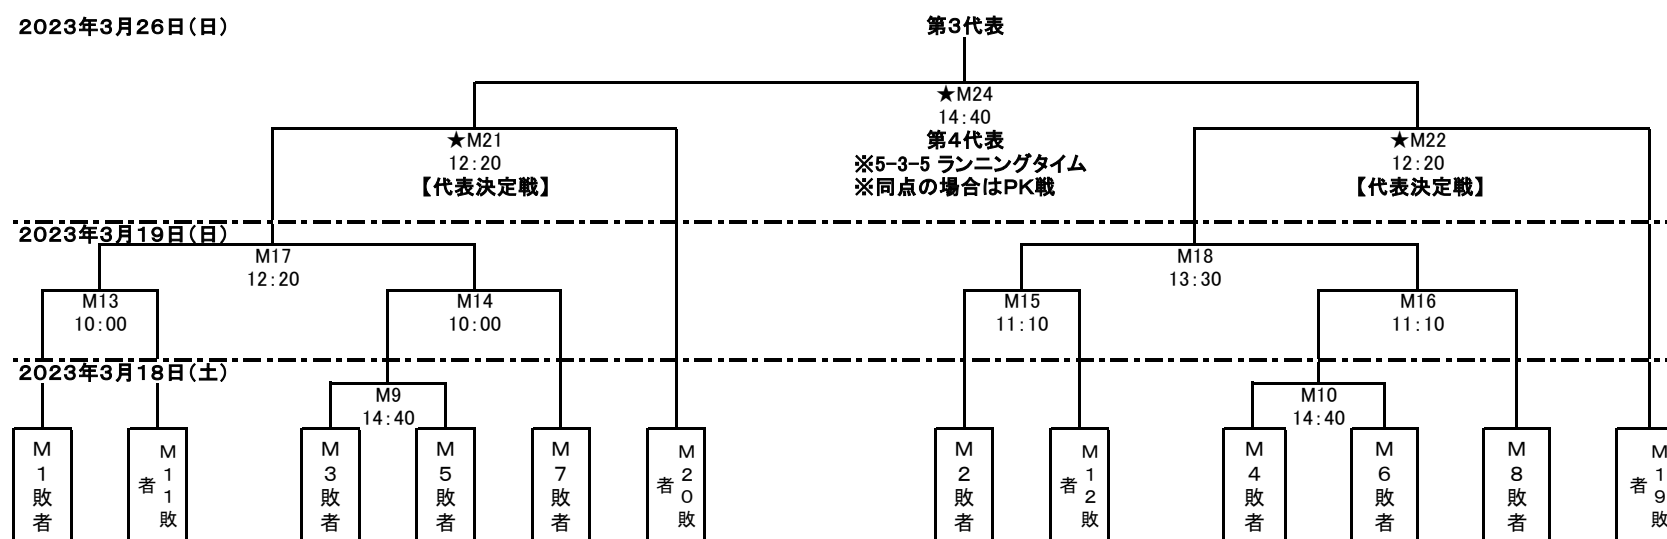 2023年3月26日(日)
第3代表
★M24
14:40
第4代表
※5-3-5 ランニングタイム
※同点の場合はPK戦
★M21
12:20
【代表決定戦】
★M22
12:20
【代表決定戦】
2023年3月19日(日)
M17
12:20
M18
13:30
M13
10:00
M14
10:00
M15
11:10
M16
11:10
2023年3月18日(土)
M9
14:40
M10
14:40
M1敗者
M11敗者
M3敗者
M5敗者
M7敗者
M20敗者
M2敗者
M12敗者
M4敗者
M6敗者
M8敗者
M19敗者